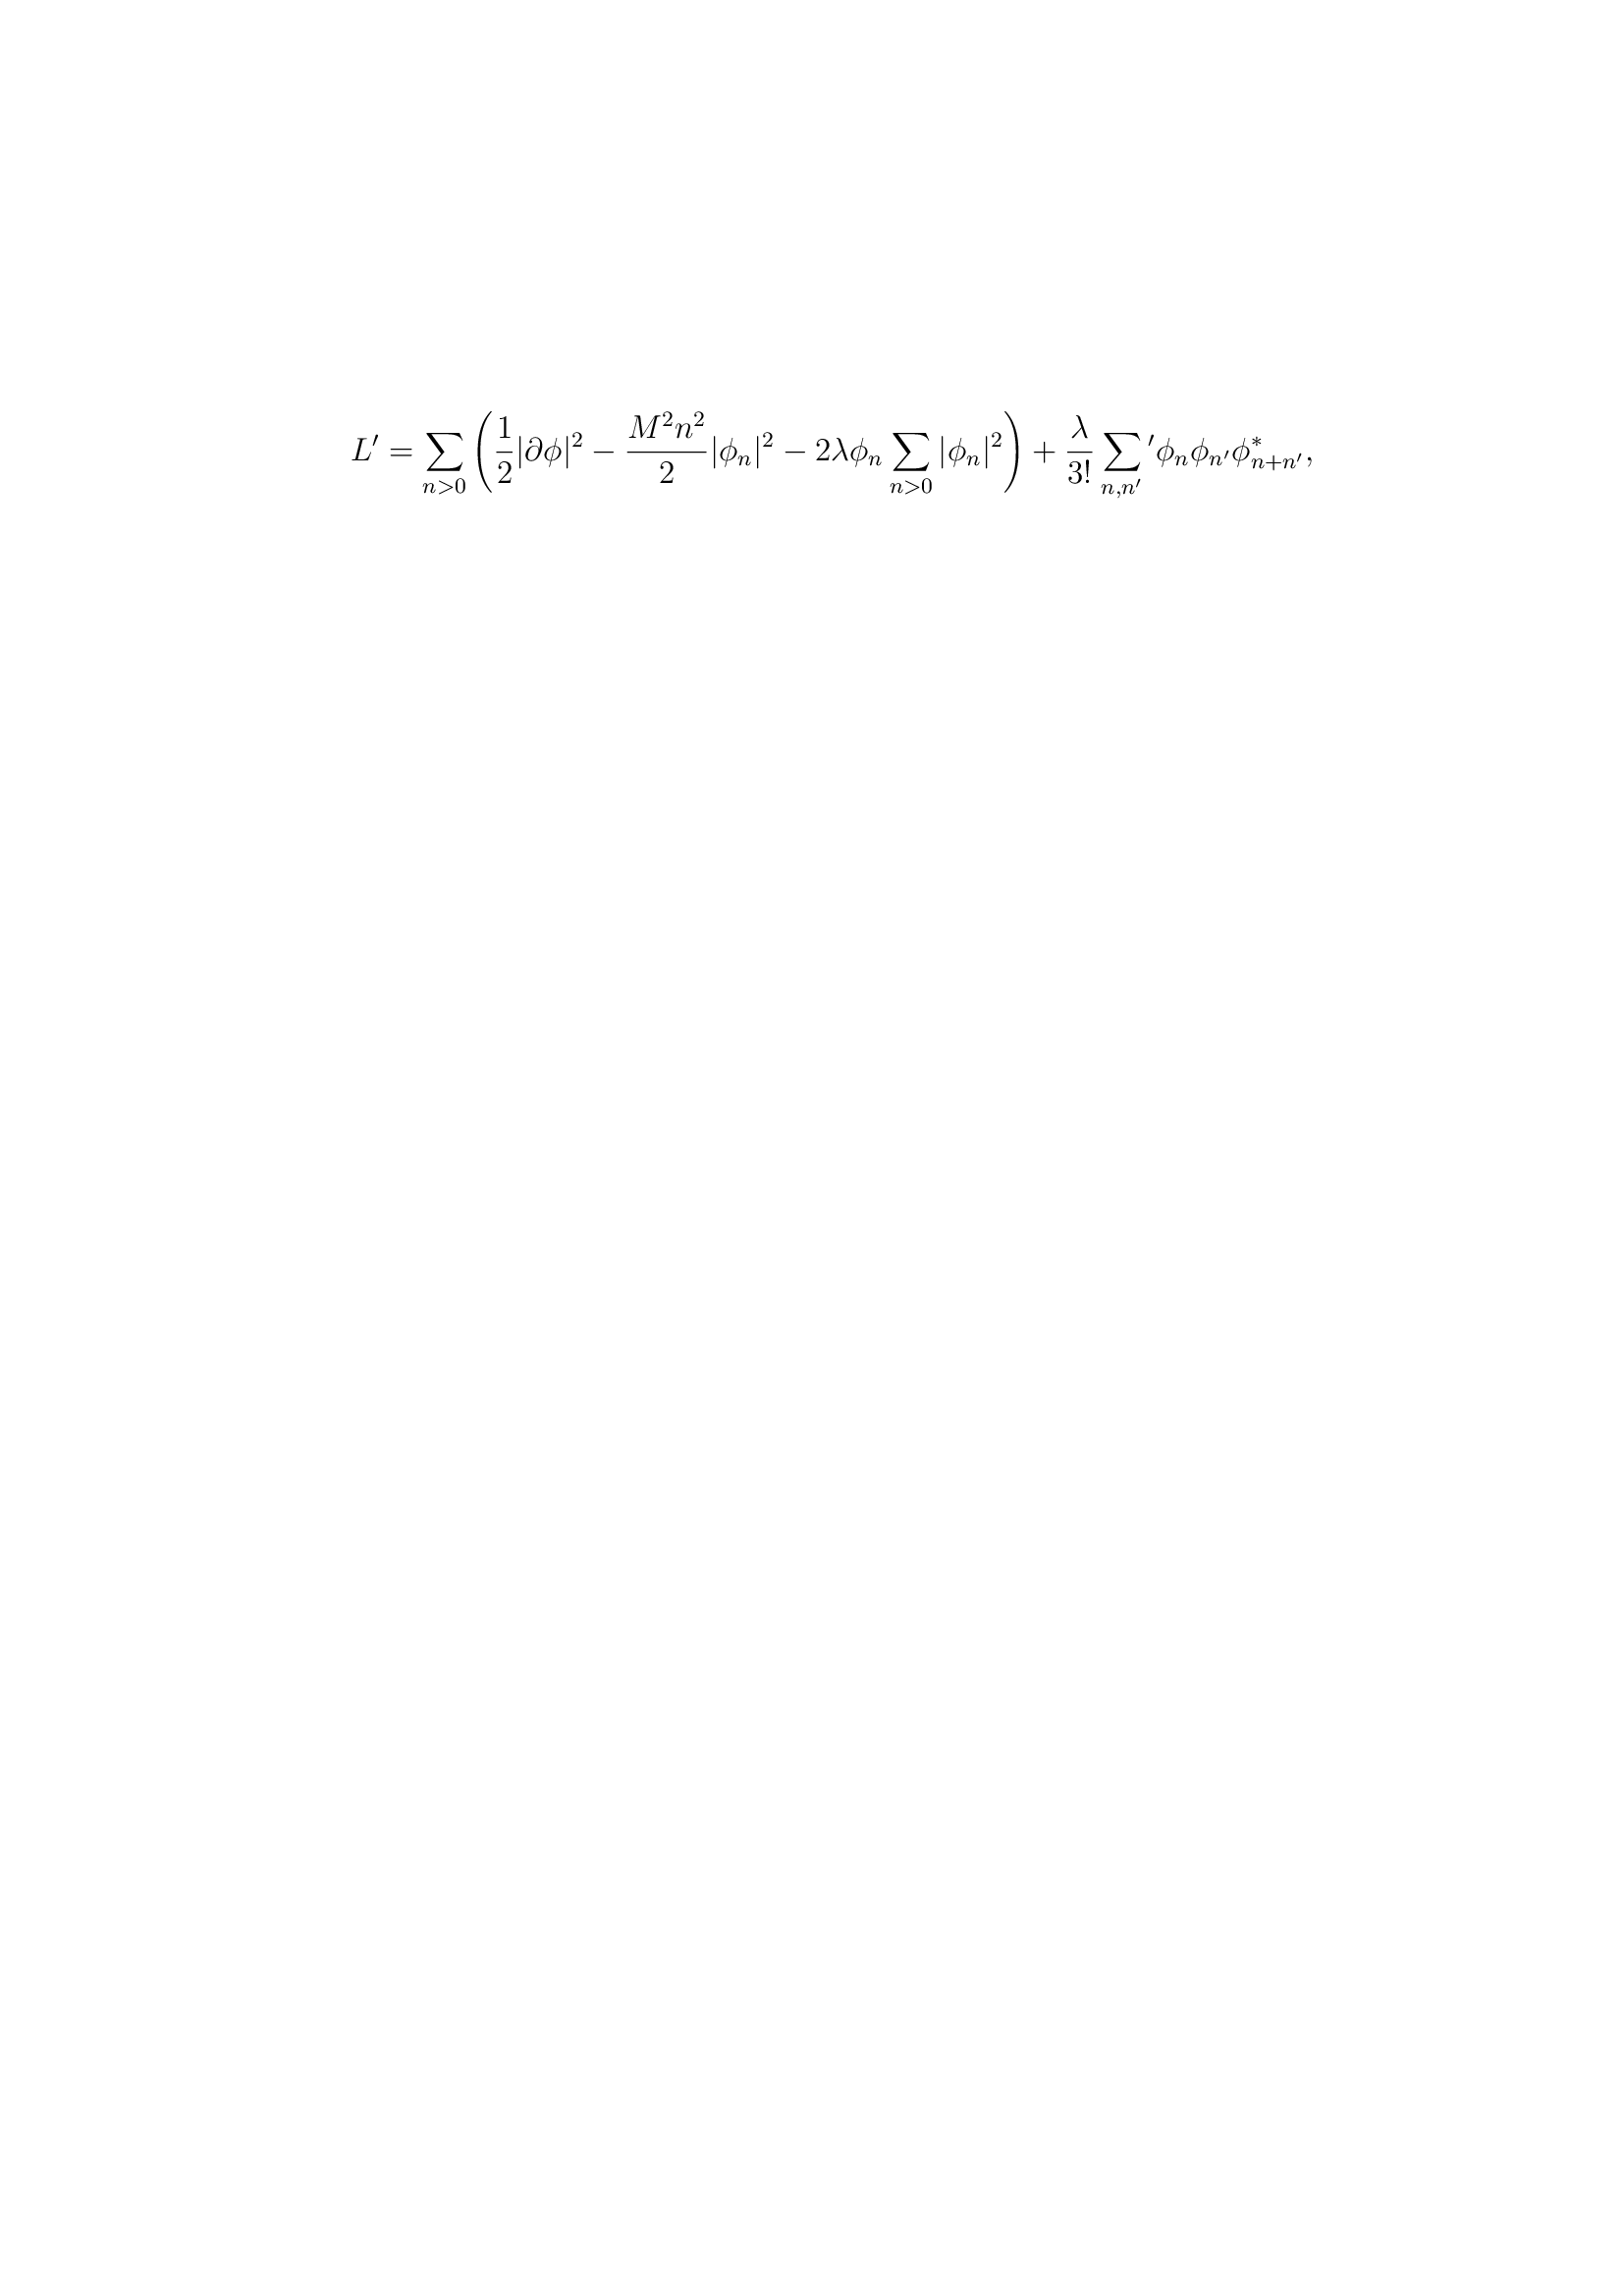 $L' = \sum_{n>0} \left( \frac{1}{2} |\partial\phi|^2 - \frac{M^2 n^2}{2} |\phi_n|^2 - 2\lambda\phi_n \sum_{n>0} |\phi_n|^2 \right) + \frac{\lambda}{3!} \sum_{n,n'}{}' \phi_n \phi_{n'} \phi^*_{n+n'},$